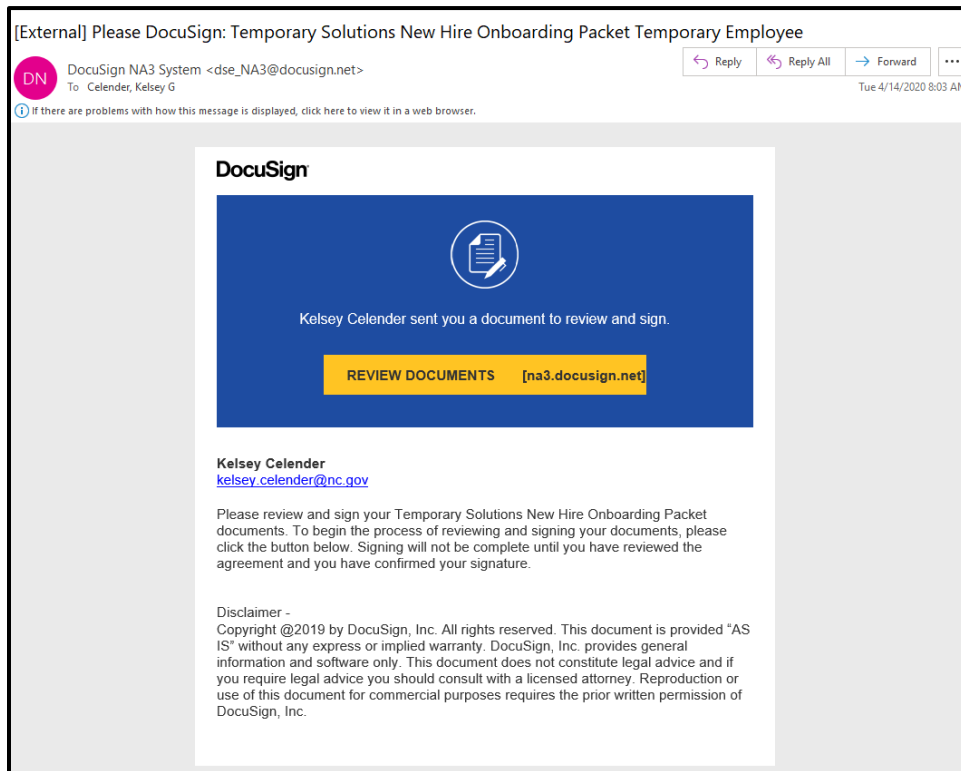 [External] Please DocuSign: Temporary Solutions New Hire Onboarding Packet Temporary Employee
DN
DocuSign NA3 System <dse_NA3@docusign.net>
To Celender, Kelsey G
Reply
Reply All
Forward
Tue 4/14/2020 8:03 AM
If there are problems with how this message is displayed, click here to view it in a web browser.
DocuSign
Kelsey Celender sent you a document to review and sign.
REVIEW DOCUMENTS [na3.docusign.net]
Kelsey Celender
kelsey.celender@nc.gov
Please review and sign your Temporary Solutions New Hire Onboarding Packet
documents. To begin the process of reviewing and signing your documents, please
click the button below. Signing will not be complete until you have reviewed the
agreement and you have confirmed your signature.
Disclaimer -
Copyright @2019 by DocuSign, Inc. All rights reserved. This document is provided “AS
IS” without any express or implied warranty. DocuSign, Inc. provides general
information and software only. This document does not constitute legal advice and if
you require legal advice you should consult with a licensed attorney. Reproduction or
use of this document for commercial purposes requires the prior written permission of
DocuSign, Inc.